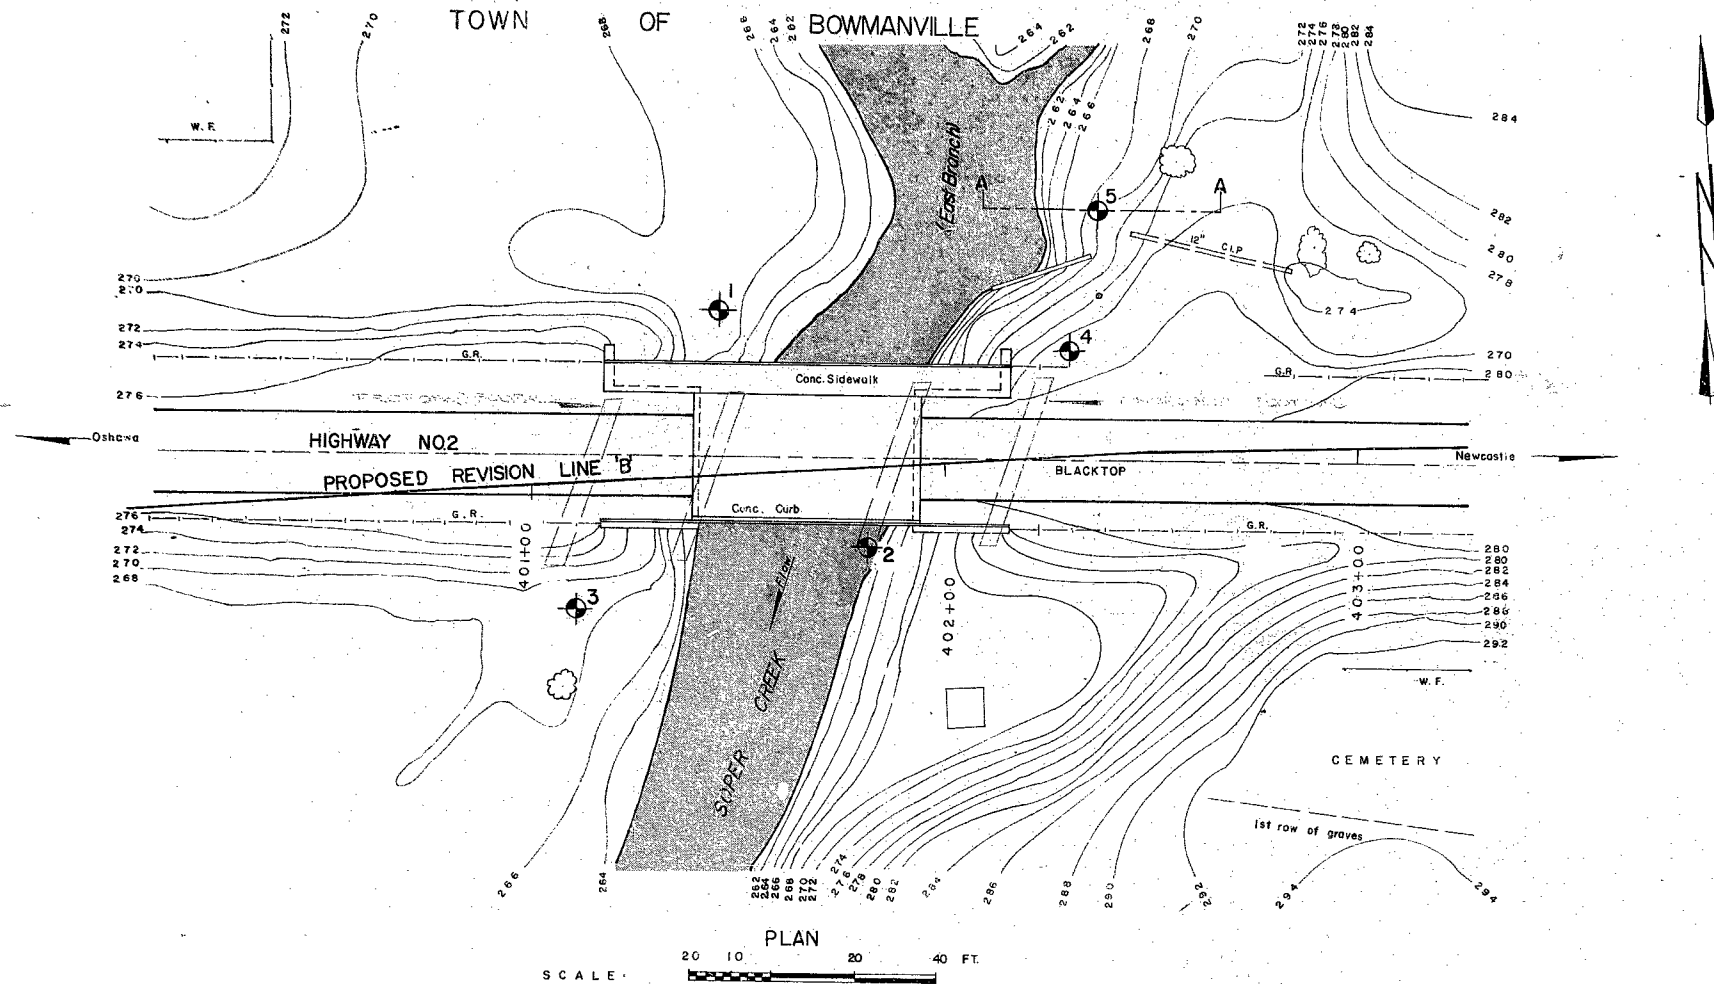 TOWN OF BOWMANVILLE
272
270
268
266
264
262
264
262
268
270
272
274
276
278
280
282
284
W. F.
262
264
266
284
(East Branch)
A
A
5
282
12" C.I.P.
280
278
270
270
1
274
272
274
G.R.
4
270
G.R.
280
Conc. Sidewalk
276
Oshawa
HIGHWAY NO.2
PROPOSED REVISION LINE 'B'
BLACKTOP
Newcastle
276
G.R.
Conc. Curb
G.R.
274
272
270
268
401+00
2
Flow
402+00
403+00
280
280
282
284
286
288
290
292
3
W. F.
SOPER CREEK
CEMETERY
1st row of graves
266
264
262
264
266
268
270
272
274
276
278
280
282
284
286
288
290
292
294
294
PLAN
SCALE
20 10 20 40 FT.